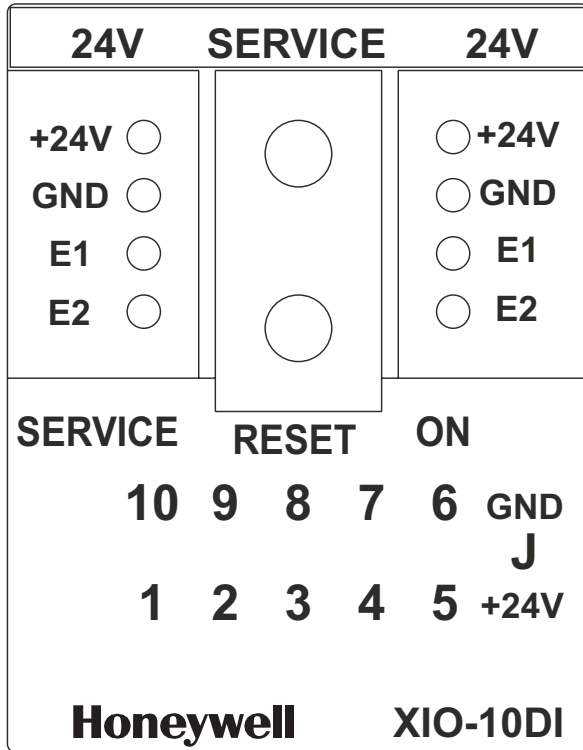 24V SERVICE 24V
+24V +24V
GND GND
E1 E1
E2 E2
SERVICE RESET ON
10 9 8 7 6 GND
J
1 2 3 4 5 +24V
Honeywell XIO-10DI